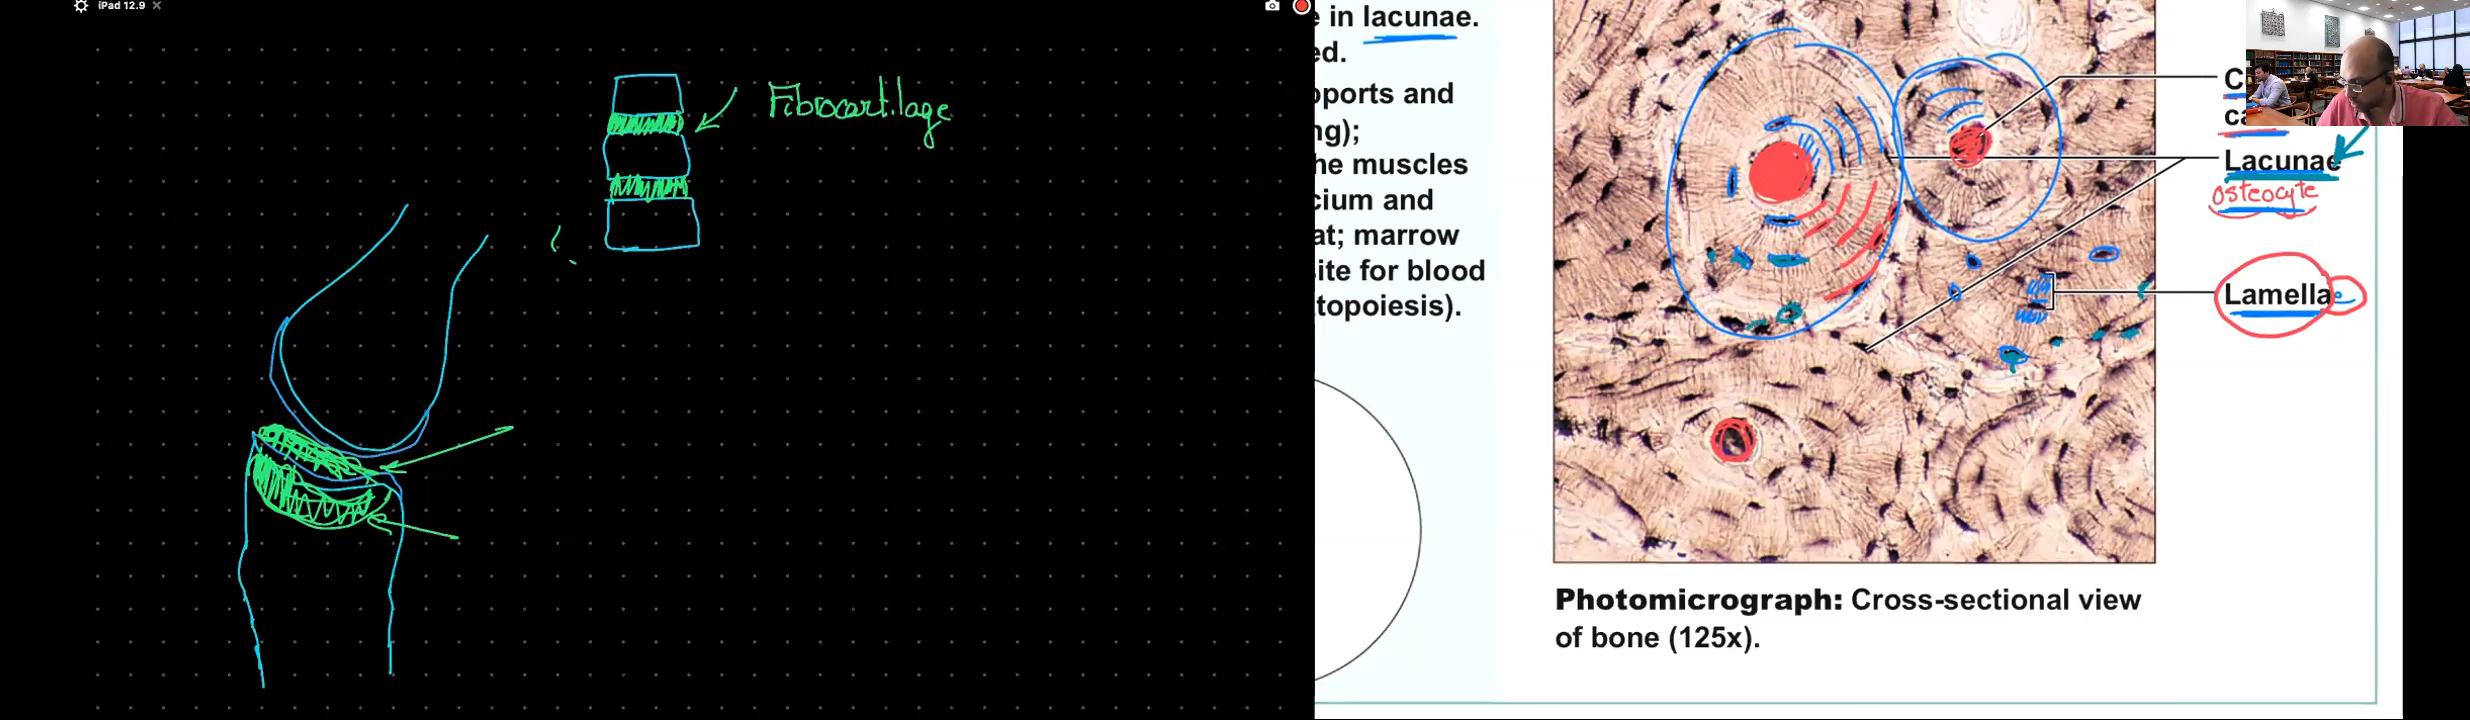 iPad 12.9
Fibrocartilage
in lacunae.
ed.
pports and
ng);
he muscles
cium and
at; marrow
site for blood
topoiesis).
C
ca
Lacunae
osteocyte
Lamellae
Photomicrograph: Cross-sectional view
of bone (125x).